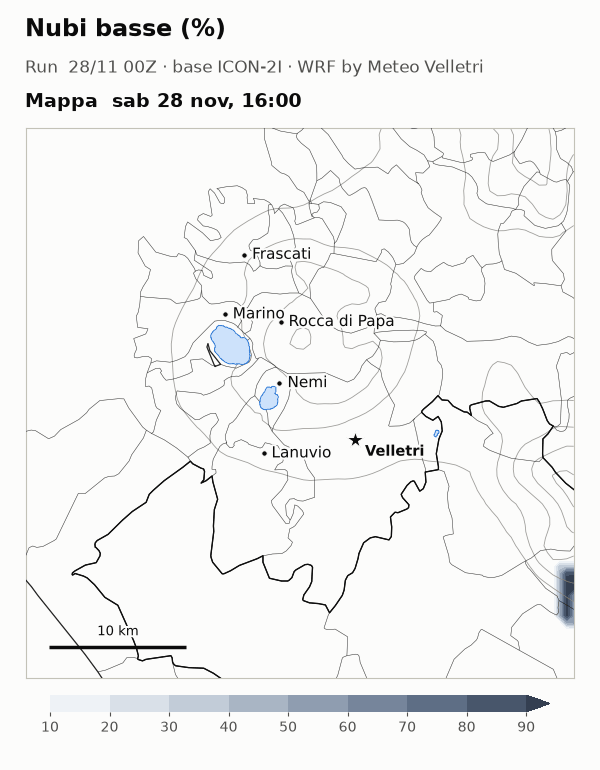 Nubi basse (%)
Run  28/11 00Z · base ICON-2I · WRF by Meteo Velletri
Mappa  sab 28 nov, 16:00
Frascati
Marino
Rocca di Papa
Nemi
Lanuvio
Velletri
10 km
10 20 30 40 50 60 70 80 90